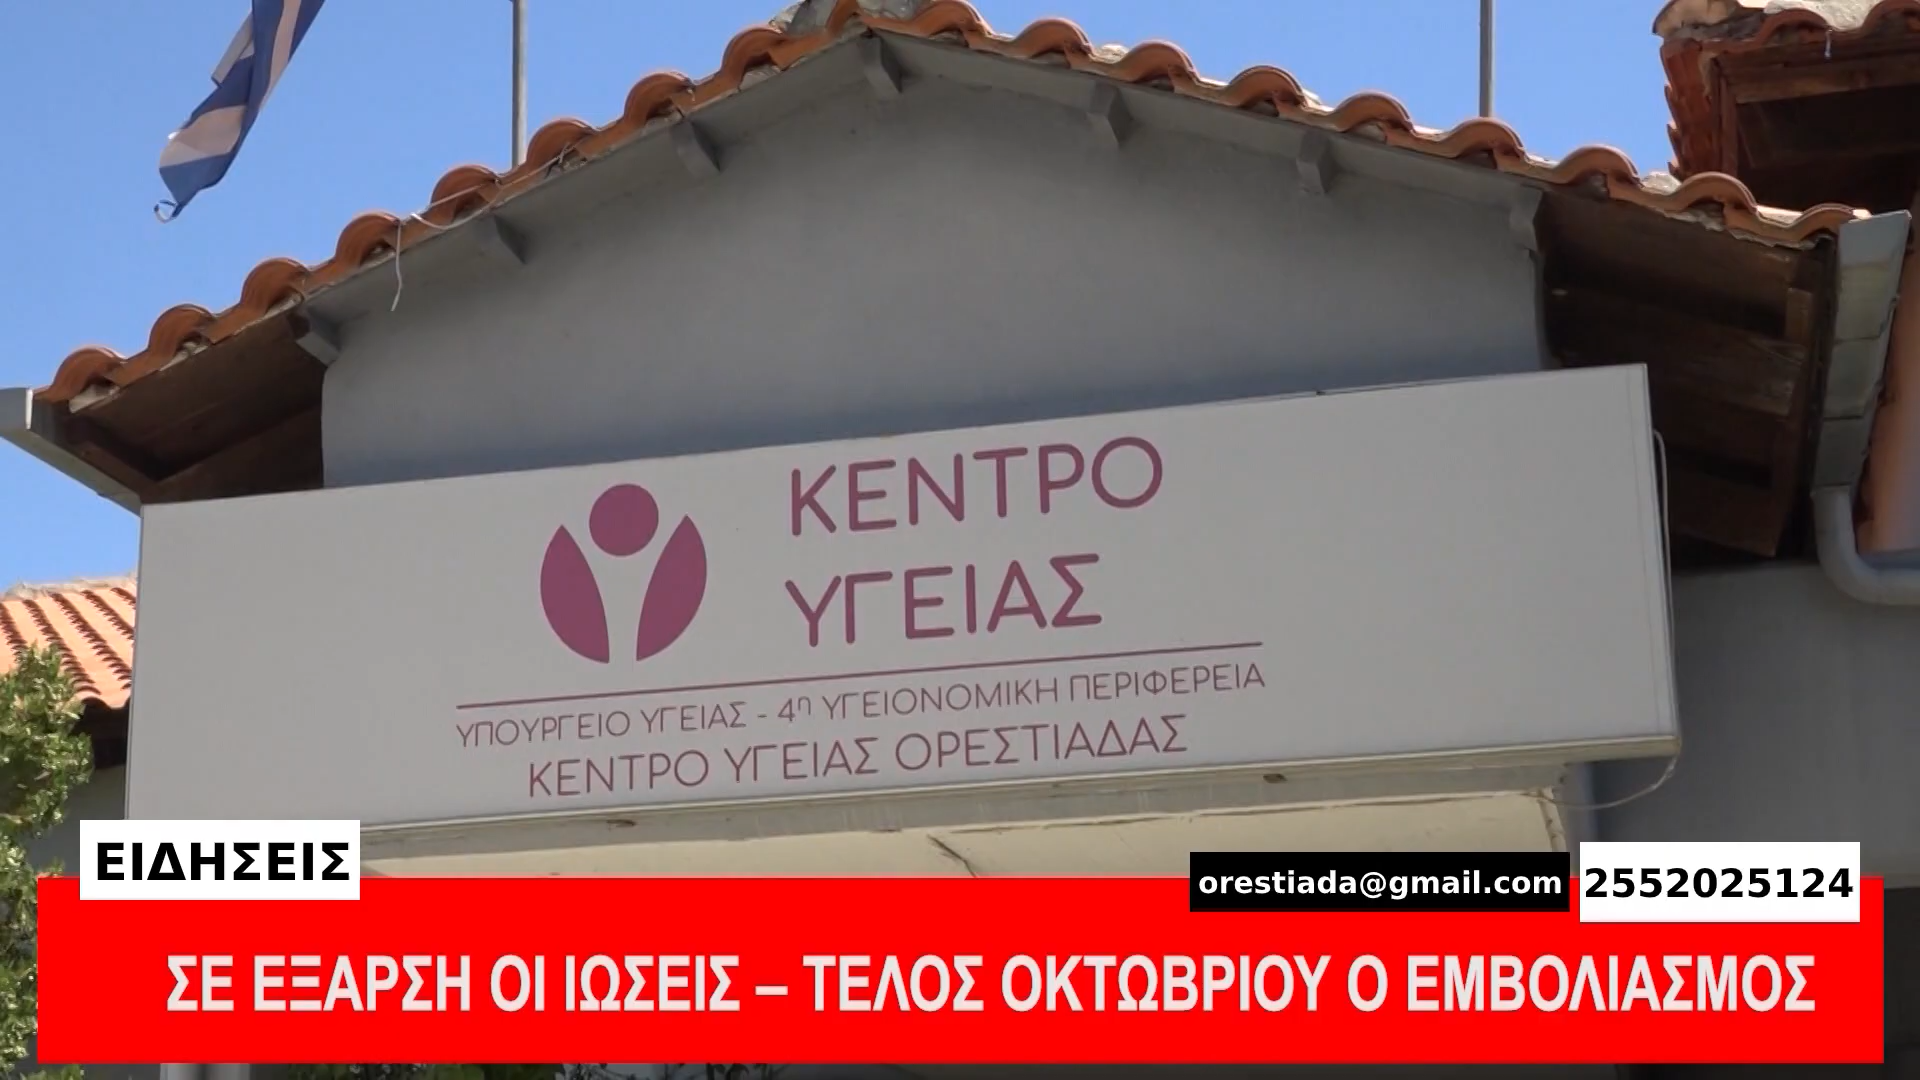 ΚΕΝΤΡΟ
ΥΓΕΙΑΣ
ΥΠΟΥΡΓΕΙΟ ΥΓΕΙΑΣ - 4η ΥΓΕΙΟΝΟΜΙΚΗ ΠΕΡΙΦΕΡΕΙΑ
ΚΕΝΤΡΟ ΥΓΕΙΑΣ ΟΡΕΣΤΙΑΔΑΣ
ΕΙΔΗΣΕΙΣ
orestiada@gmail.com
2552025124
ΣΕ ΕΞΑΡΣΗ ΟΙ ΙΩΣΕΙΣ – ΤΕΛΟΣ ΟΚΤΩΒΡΙΟΥ Ο ΕΜΒΟΛΙΑΣΜΟΣ